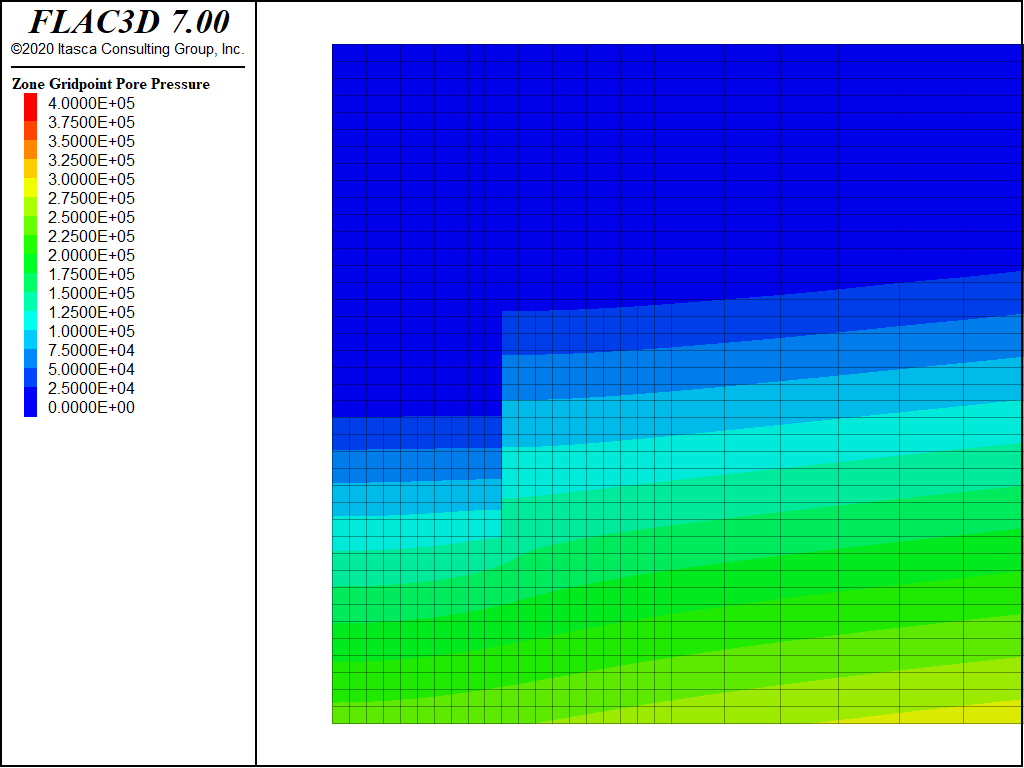 FLAC3D 7.00
©2020 Itasca Consulting Group, Inc.
Zone Gridpoint Pore Pressure
4.0000E+05
3.7500E+05
3.5000E+05
3.2500E+05
3.0000E+05
2.7500E+05
2.5000E+05
2.2500E+05
2.0000E+05
1.7500E+05
1.5000E+05
1.2500E+05
1.0000E+05
7.5000E+04
5.0000E+04
2.5000E+04
0.0000E+00